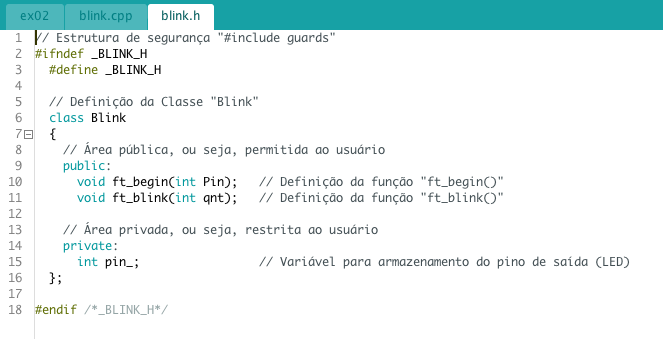 ex02 blink.cpp blink.h
1 // Estrutura de segurança "#include guards"
2 #ifndef _BLINK_H
3 #define _BLINK_H
4
5 // Definição da Classe "Blink"
6 class Blink
7 {
8 // Área pública, ou seja, permitida ao usuário
9 public:
10 void ft_begin(int Pin); // Definição da função "ft_begin()"
11 void ft_blink(int qnt); // Definição da função "ft_blink()"
12
13 // Área privada, ou seja, restrita ao usuário
14 private:
15 int pin_; // Variável para armazenamento do pino de saída (LED)
16 };
17
18 #endif /*_BLINK_H*/